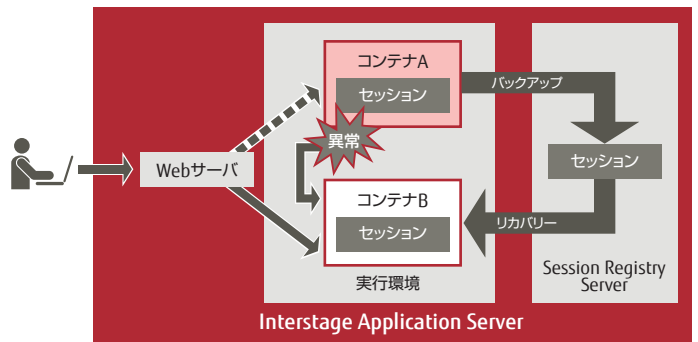 コンテナA
セッション
バックアップ
異常
Webサーバ
セッション
コンテナB
セッション
リカバリー
実行環境
Session Registry
Server
Interstage Application Server